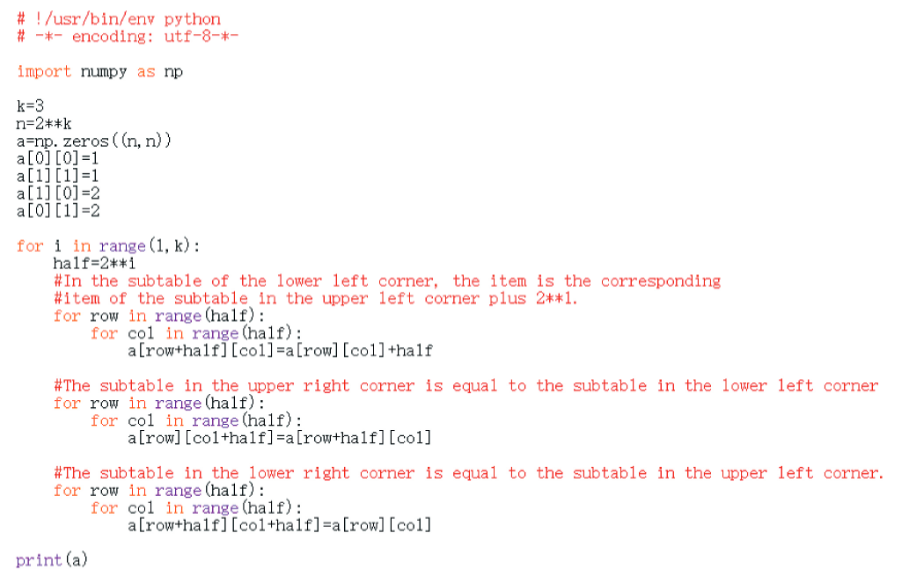 # !/usr/bin/env python
# -*- encoding: utf-8-*-
import numpy as np
k=3
n=2**k
a=np.zeros((n,n))
a[0][0]=1
a[1][1]=1
a[1][0]=2
a[0][1]=2
for i in range(1,k):
    half=2**i
    #In the subtable of the lower left corner, the item is the corresponding
    #item of the subtable in the upper left corner plus 2**1.
    for row in range(half):
        for col in range(half):
            a[row+half][col]=a[row][col]+half
    #The subtable in the upper right corner is equal to the subtable in the lower left corner
    for row in range(half):
        for col in range(half):
            a[row][col+half]=a[row+half][col]
    #The subtable in the lower right corner is equal to the subtable in the upper left corner.
    for row in range(half):
        for col in range(half):
            a[row+half][col+half]=a[row][col]
print(a)